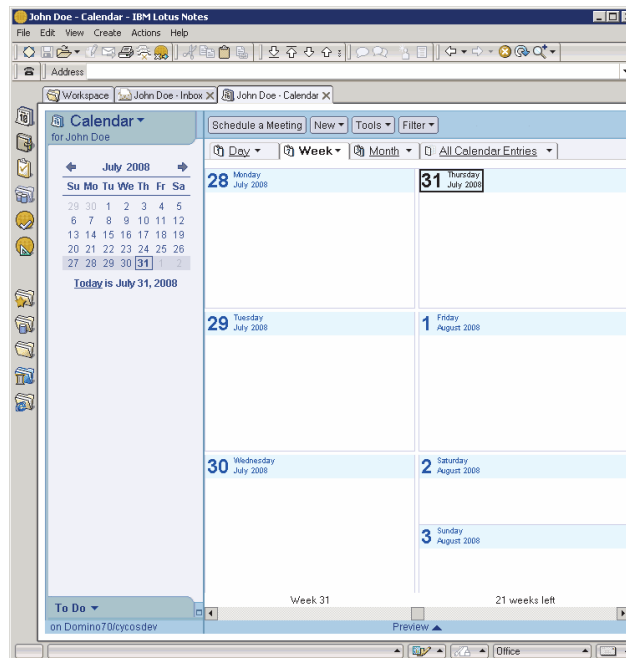 John Doe - Calendar - IBM Lotus Notes
File Edit View Create Actions Help
Address
Workspace John Doe - Inbox John Doe - Calendar
Calendar
for John Doe
Schedule a Meeting New Tools Filter
Day Week Month All Calendar Entries
July 2008
Su Mo Tu We Th Fr Sa
29 30 1 2 3 4 5
6 7 8 9 10 11 12
13 14 15 16 17 18 19
20 21 22 23 24 25 26
27 28 29 30 31 1 2
Today is July 31, 2008
28 Monday
July 2008
31 Thursday
July 2008
29 Tuesday
July 2008
1 Friday
August 2008
30 Wednesday
July 2008
2 Saturday
August 2008
3 Sunday
August 2008
Week 31 21 weeks left
To Do
on Domino70/cycosdev
Preview
Office